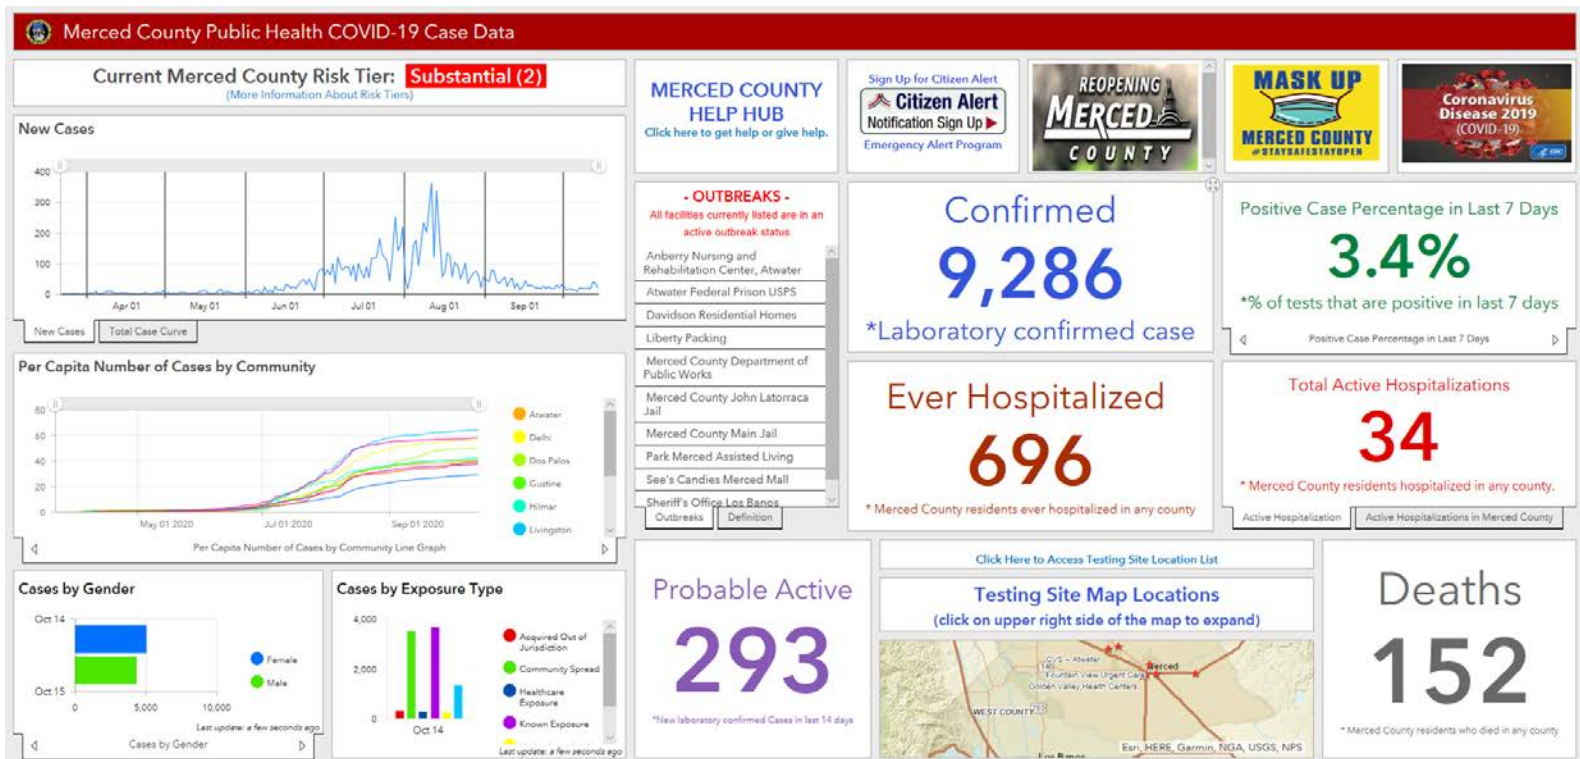 Merced County Public Health COVID-19 Case Data
Current Merced County Risk Tier: Substantial (2)
(More Information About Risk Tiers)
New Cases
400
300
200
100
0
Apr 01
May 01
Jun 01
Jul 01
Aug 01
Sep 01
New Cases
Total Case Curve
Per Capita Number of Cases by Community
80
60
40
20
0
May 01 2020
Jul 01 2020
Sep 01 2020
Atwater
Delhi
Dos Palos
Gustine
Hilmar
Livingston
Per Capita Number of Cases by Community Line Graph
Cases by Gender
Oct 14
Oct 15
0
5,000
10,000
Female
Male
Last update: a few seconds ago
Cases by Gender
Cases by Exposure Type
4,000
2,000
0
Oct 14
Acquired Out of
Jurisdiction
Community Spread
Healthcare
Exposure
Known Exposure
Last update: a few seconds ago
MERCED COUNTY
HELP HUB
Click here to get help or give help.
Sign Up for Citizen Alert
Citizen Alert
Notification Sign Up
Emergency Alert Program
REOPENING
MERCED
COUNTY
MASK UP
MERCED COUNTY
#STAYSAFESTAYOPEN
Coronavirus
Disease 2019
(COVID-19)
CDC
- OUTBREAKS -
All facilities currently listed are in an
active outbreak status
Anberry Nursing and
Rehabilitation Center, Atwater
Atwater Federal Prison USPS
Davidson Residential Homes
Liberty Packing
Merced County Department of
Public Works
Merced County John Latorraca
Jail
Merced County Main Jail
Park Merced Assisted Living
See's Candies Merced Mall
Sheriff's Office Los Banos
Outbreaks
Definition
Confirmed
9,286
*Laboratory confirmed case
Positive Case Percentage in Last 7 Days
3.4%
*% of tests that are positive in last 7 days
Positive Case Percentage in Last 7 Days
Ever Hospitalized
696
* Merced County residents ever hospitalized in any county
Total Active Hospitalizations
34
* Merced County residents hospitalized in any county.
Active Hospitalization
Active Hospitalizations in Merced County
Probable Active
293
*New laboratory confirmed Cases in last 14 days
Click Here to Access Testing Site Location List
Testing Site Map Locations
(click on upper right side of the map to expand)
CVS – Atwater
Merced
140
Fountain View Urgent Care
Golden Valley Health Centers
WEST COUNTY
Los Banos
Esri, HERE, Garmin, NGA, USGS, NPS
Deaths
152
* Merced County residents who died in any county